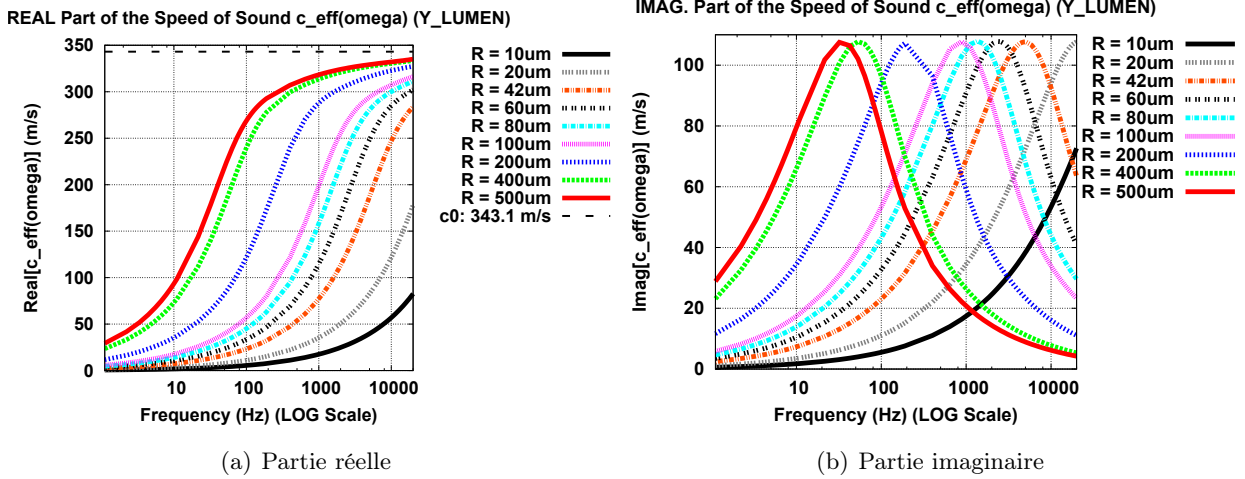 REAL Part of the Speed of Sound c_eff(omega) (Y_LUMEN)
350
300
250
200
150
100
50
0
Real[c_eff(omega)] (m/s)
10
100
1000
10000
Frequency (Hz) (LOG Scale)
R = 10um
R = 20um
R = 42um
R = 60um
R = 80um
R = 100um
R = 200um
R = 400um
R = 500um
c0: 343.1 m/s
(a) Partie réelle
IMAG. Part of the Speed of Sound c_eff(omega) (Y_LUMEN)
100
80
60
40
20
0
Imag[c_eff(omega)] (m/s)
10
100
1000
10000
Frequency (Hz) (LOG Scale)
R = 10um
R = 20um
R = 42um
R = 60um
R = 80um
R = 100um
R = 200um
R = 400um
R = 500um
(b) Partie imaginaire